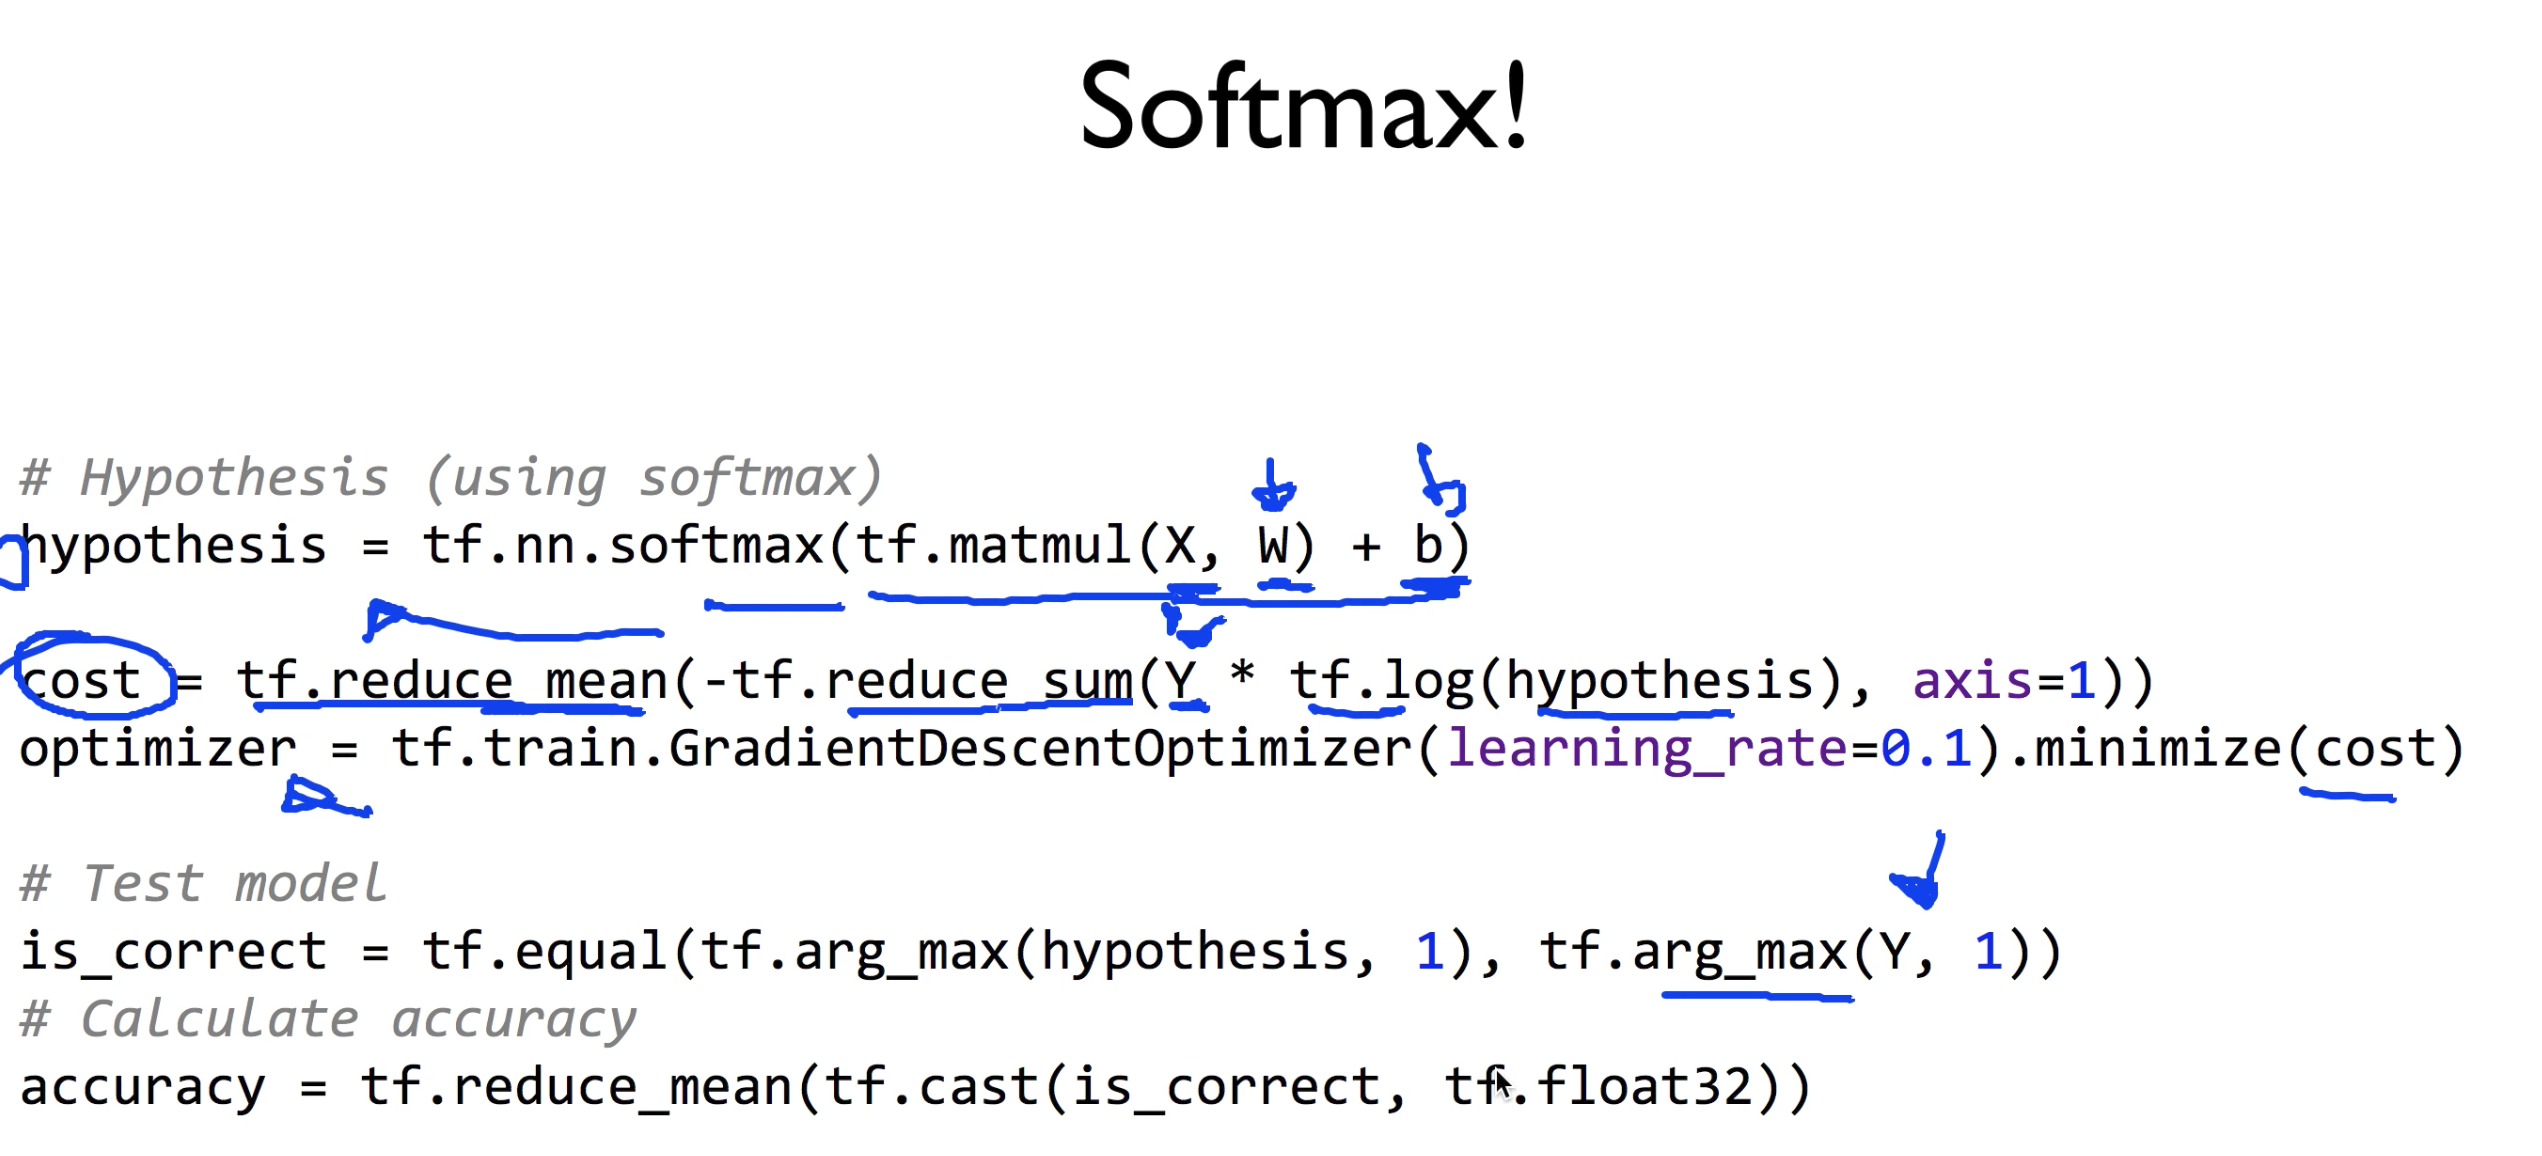 Softmax!
# Hypothesis (using softmax)
hypothesis = tf.nn.softmax(tf.matmul(X, W) + b)
cost = tf.reduce_mean(-tf.reduce_sum(Y * tf.log(hypothesis), axis=1))
optimizer = tf.train.GradientDescentOptimizer(learning_rate=0.1).minimize(cost)
# Test model
is_correct = tf.equal(tf.arg_max(hypothesis, 1), tf.arg_max(Y, 1))
# Calculate accuracy
accuracy = tf.reduce_mean(tf.cast(is_correct, tf.float32))